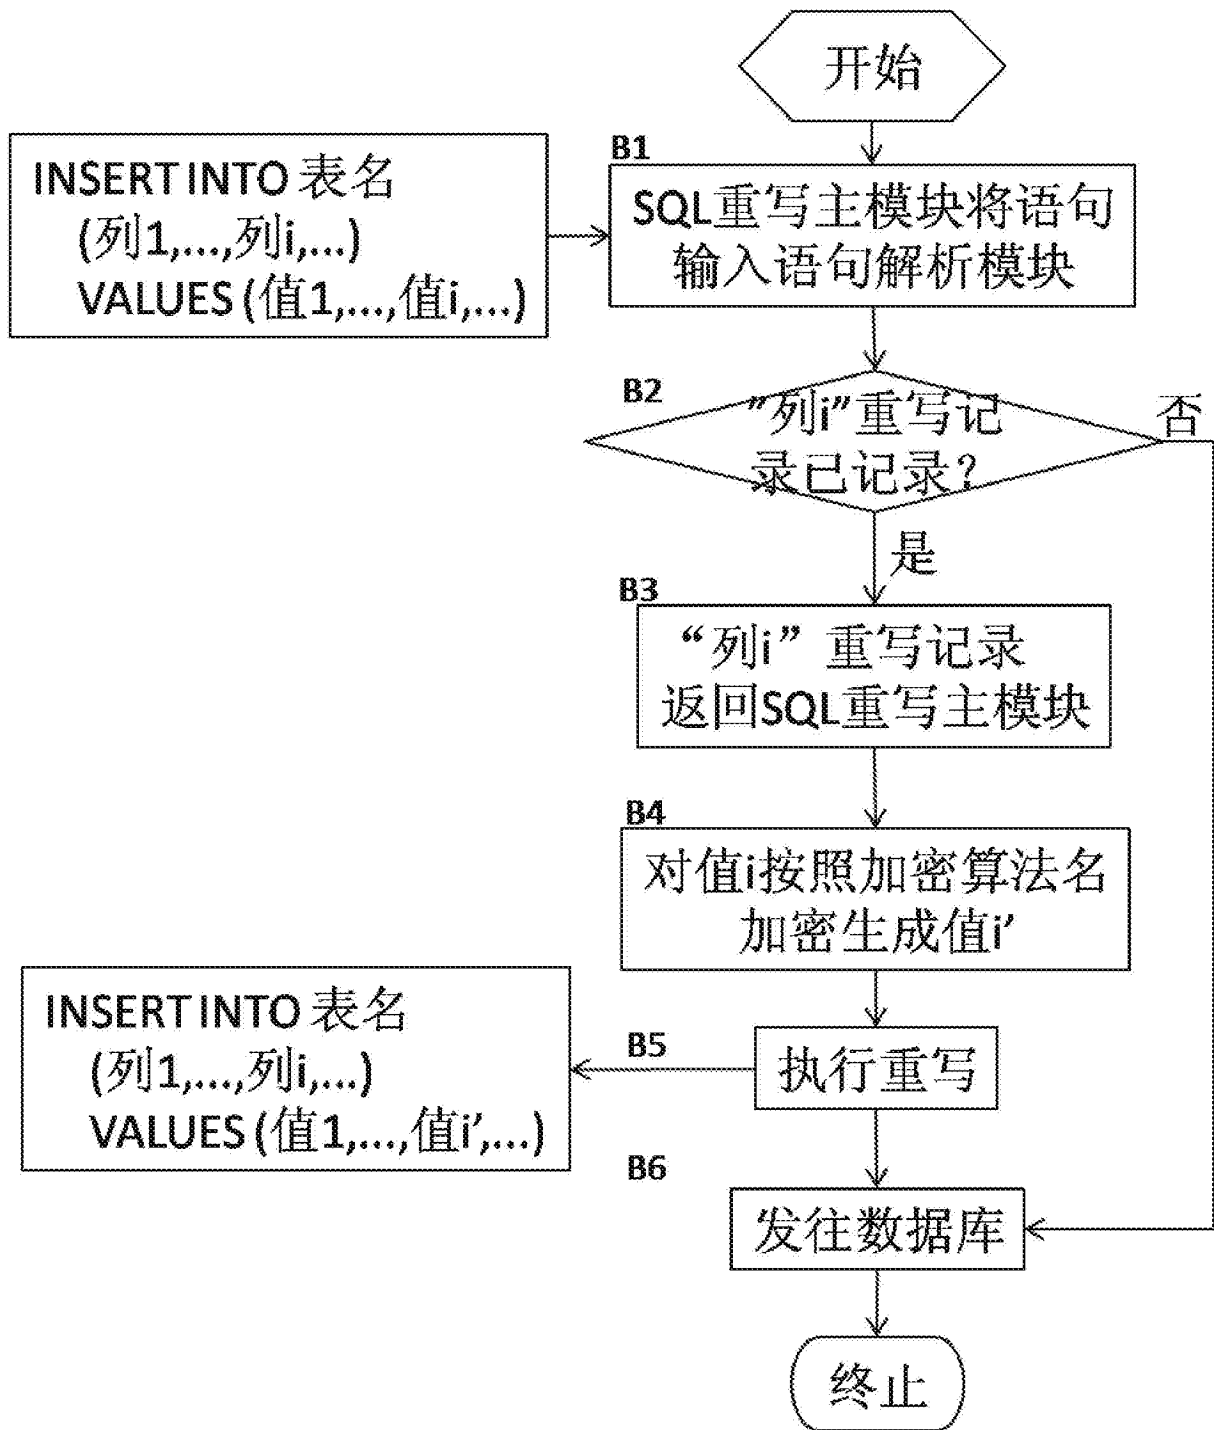 开始
INSERT INTO 表名
(列1,...,列i,...)
VALUES (值1,...,值i,...)
B1
SQL重写主模块将语句
输入语句解析模块
B2
”列i”重写记
录已记录？
否
是
B3
“列i”重写记录
返回SQL重写主模块
B4
对值i按照加密算法名
加密生成值i’
INSERT INTO 表名
(列1,...,列i,...)
VALUES (值1,...,值i’,...)
B5
执行重写
B6
发往数据库
终止